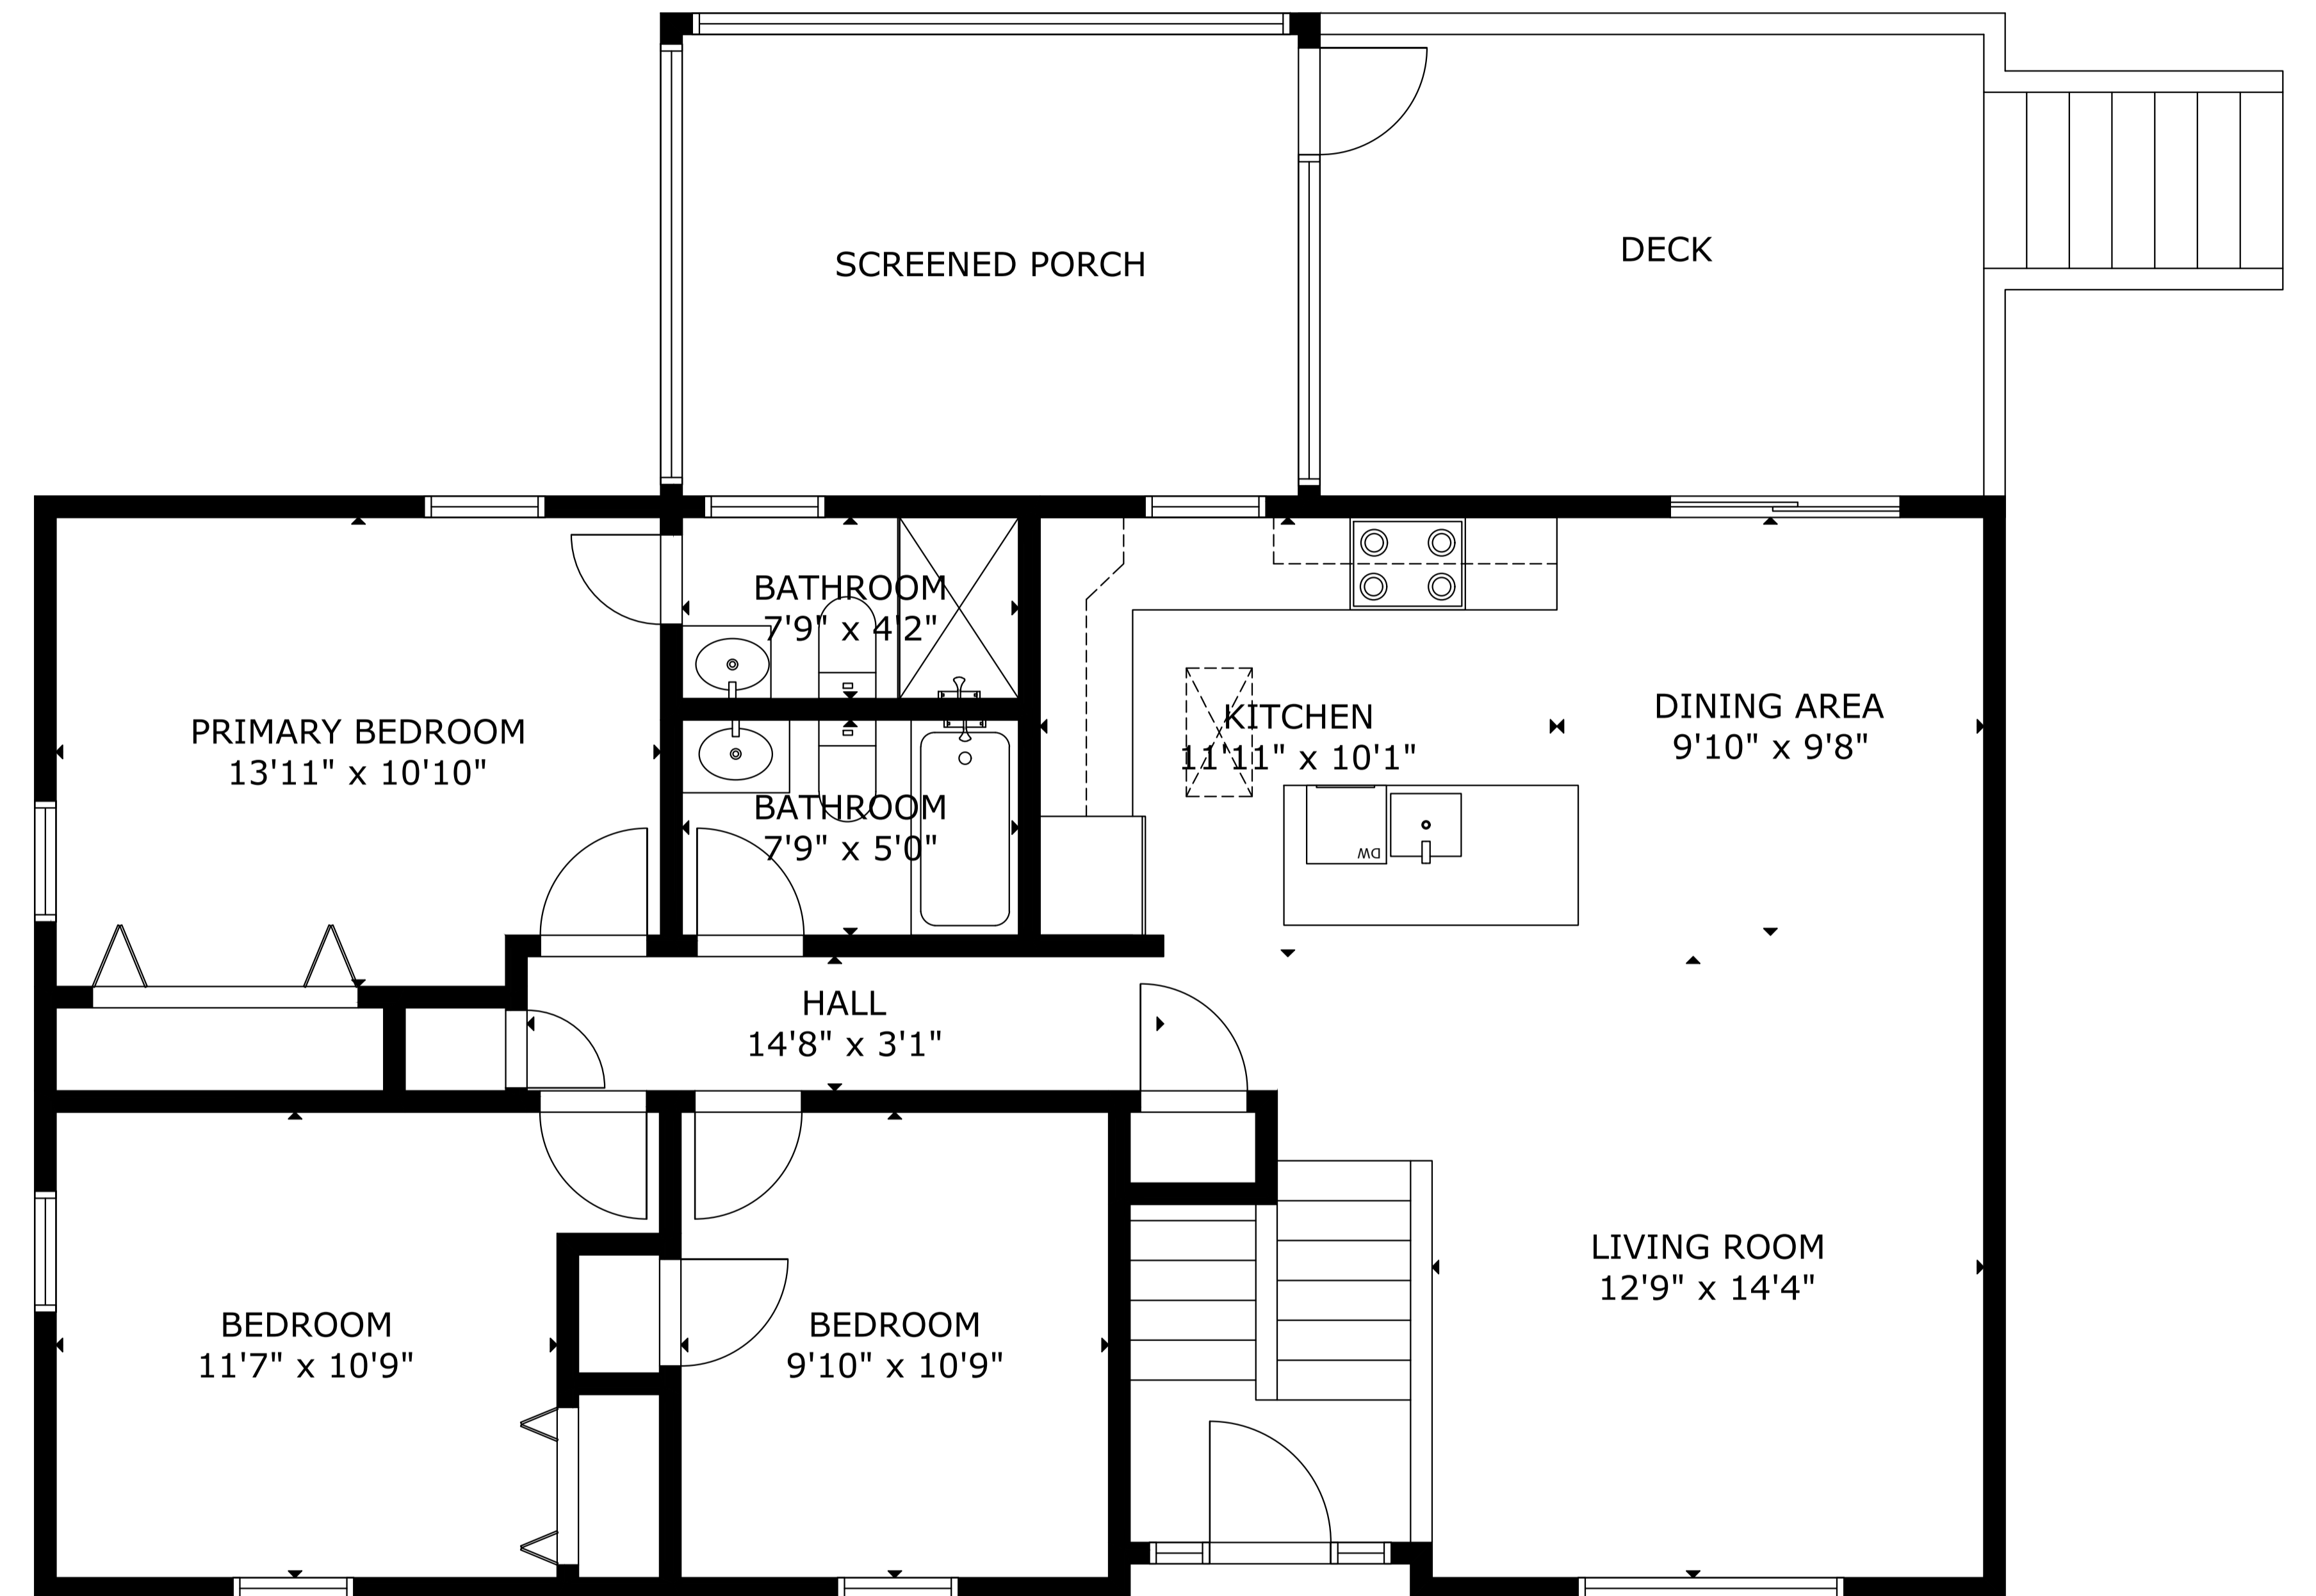 SCREENED PORCH
DECK
BATHROOM
7'9" x 4'2"
PRIMARY BEDROOM
13'11" x 10'10"
KITCHEN
11'11" x 10'1"
DINING AREA
9'10" x 9'8"
BATHROOM
7'9" x 5'0"
DW
HALL
14'8" x 3'1"
LIVING ROOM
12'9" x 14'4"
BEDROOM
11'7" x 10'9"
BEDROOM
9'10" x 10'9"